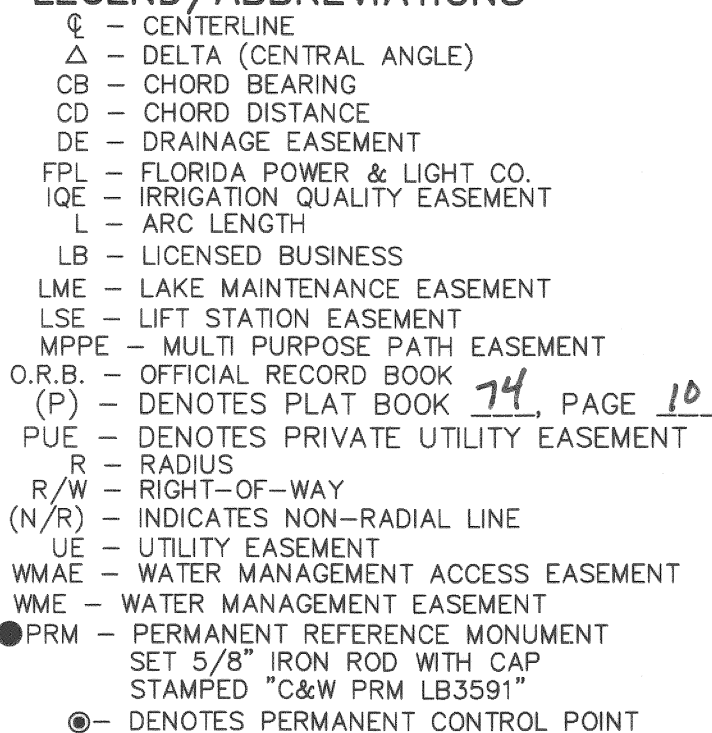 LEGEND/ABBREVIATIONS
℄ – CENTERLINE
△ – DELTA (CENTRAL ANGLE)
CB – CHORD BEARING
CD – CHORD DISTANCE
DE – DRAINAGE EASEMENT
FPL – FLORIDA POWER & LIGHT CO.
IQE – IRRIGATION QUALITY EASEMENT
L – ARC LENGTH
LB – LICENSED BUSINESS
LME – LAKE MAINTENANCE EASEMENT
LSE – LIFT STATION EASEMENT
MPPE – MULTI PURPOSE PATH EASEMENT
O.R.B. – OFFICIAL RECORD BOOK
(P) – DENOTES PLAT BOOK 74, PAGE 10
PUE – DENOTES PRIVATE UTILITY EASEMENT
R – RADIUS
R/W – RIGHT–OF–WAY
(N/R) – INDICATES NON–RADIAL LINE
UE – UTILITY EASEMENT
WMAE – WATER MANAGEMENT ACCESS EASEMENT
WME – WATER MANAGEMENT EASEMENT
●PRM – PERMANENT REFERENCE MONUMENT
SET 5/8" IRON ROD WITH CAP
STAMPED "C&W PRM LB3591"
◉– DENOTES PERMANENT CONTROL POINT